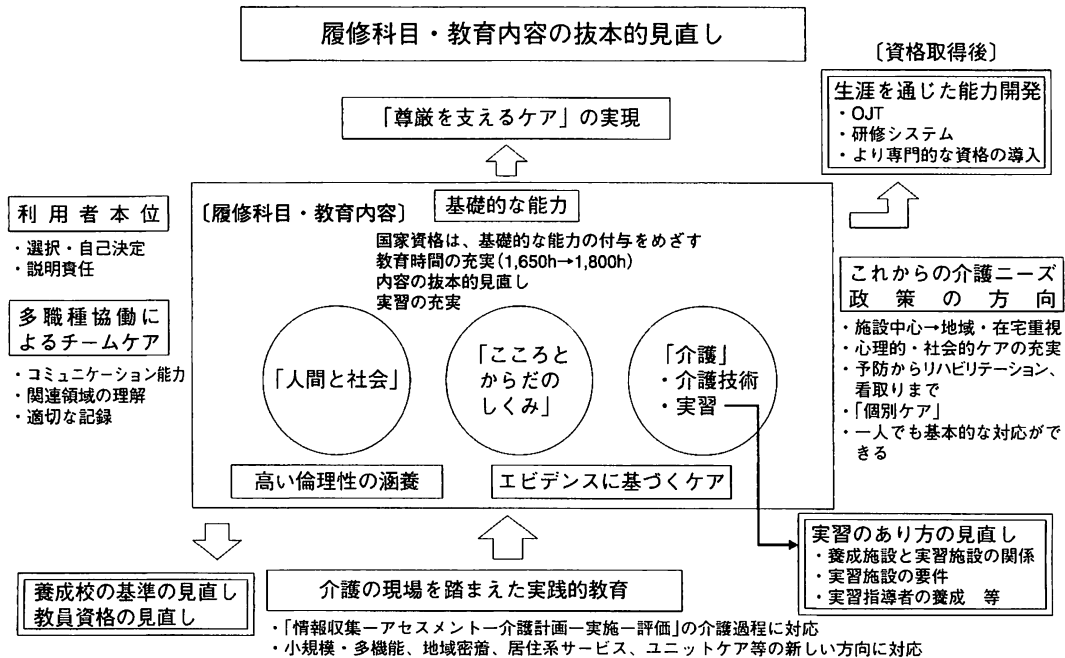 履修科目・教育内容の抜本的見直し
〔資格取得後〕
生涯を通じた能力開発
・OJT
・研修システム
・より専門的な資格の導入
「尊厳を支えるケア」の実現
利用者本位
・選択・自己決定
・説明責任
多職種協働に
よるチームケア
・コミュニケーション能力
・関連領域の理解
・適切な記録
〔履修科目・教育内容〕
基礎的な能力
国家資格は、基礎的な能力の付与をめざす
教育時間の充実(1,650h→1,800h)
内容の抜本的見直し
実習の充実
「人間と社会」
「こころと
からだの
しくみ」
「介護」
・介護技術
・実習
高い倫理性の涵養
エビデンスに基づくケア
これからの介護ニーズ
政策の方向
・施設中心→地域・在宅重視
・心理的・社会的ケアの充実
・予防からリハビリテーション、
看取りまで
・「個別ケア」
・一人でも基本的な対応がで
きる
実習のあり方の見直し
・養成施設と実習施設の関係
・実習施設の要件
・実習指導者の養成 等
養成校の基準の見直し
教員資格の見直し
介護の現場を踏まえた実践的教育
・「情報収集ーアセスメントー介護計画ー実施ー評価」の介護過程に対応
・小規模・多機能、地域密着、居住系サービス、ユニットケア等の新しい方向に対応